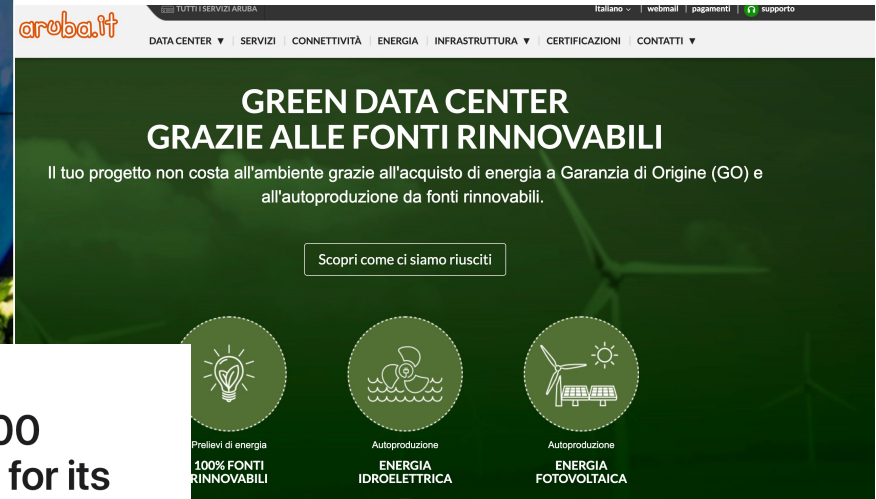 aruba.it
TUTTI I SERVIZI ARUBA
Italiano | webmail | pagamenti | supporto
DATA CENTER ▼ | SERVIZI | CONNETTIVITÀ | ENERGIA | INFRASTRUTTURA ▼ | CERTIFICAZIONI | CONTATTI ▼
GREEN DATA CENTER
GRAZIE ALLE FONTI RINNOVABILI
Il tuo progetto non costa all'ambiente grazie all'acquisto di energia a Garanzia di Origine (GO) e
all'autoproduzione da fonti rinnovabili.
Scopri come ci siamo riusciti
Prelievi di energia
100% FONTI
RINNOVABILI
Autoproduzione
ENERGIA
IDROELETTRICA
Autoproduzione
ENERGIA
FOTOVOLTAICA
00
for its